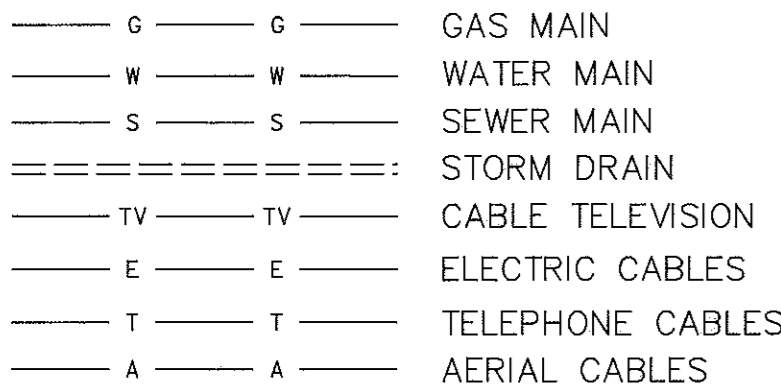 G G GAS MAIN
W W WATER MAIN
S S SEWER MAIN
STORM DRAIN
TV TV CABLE TELEVISION
E E ELECTRIC CABLES
T T TELEPHONE CABLES
A A AERIAL CABLES